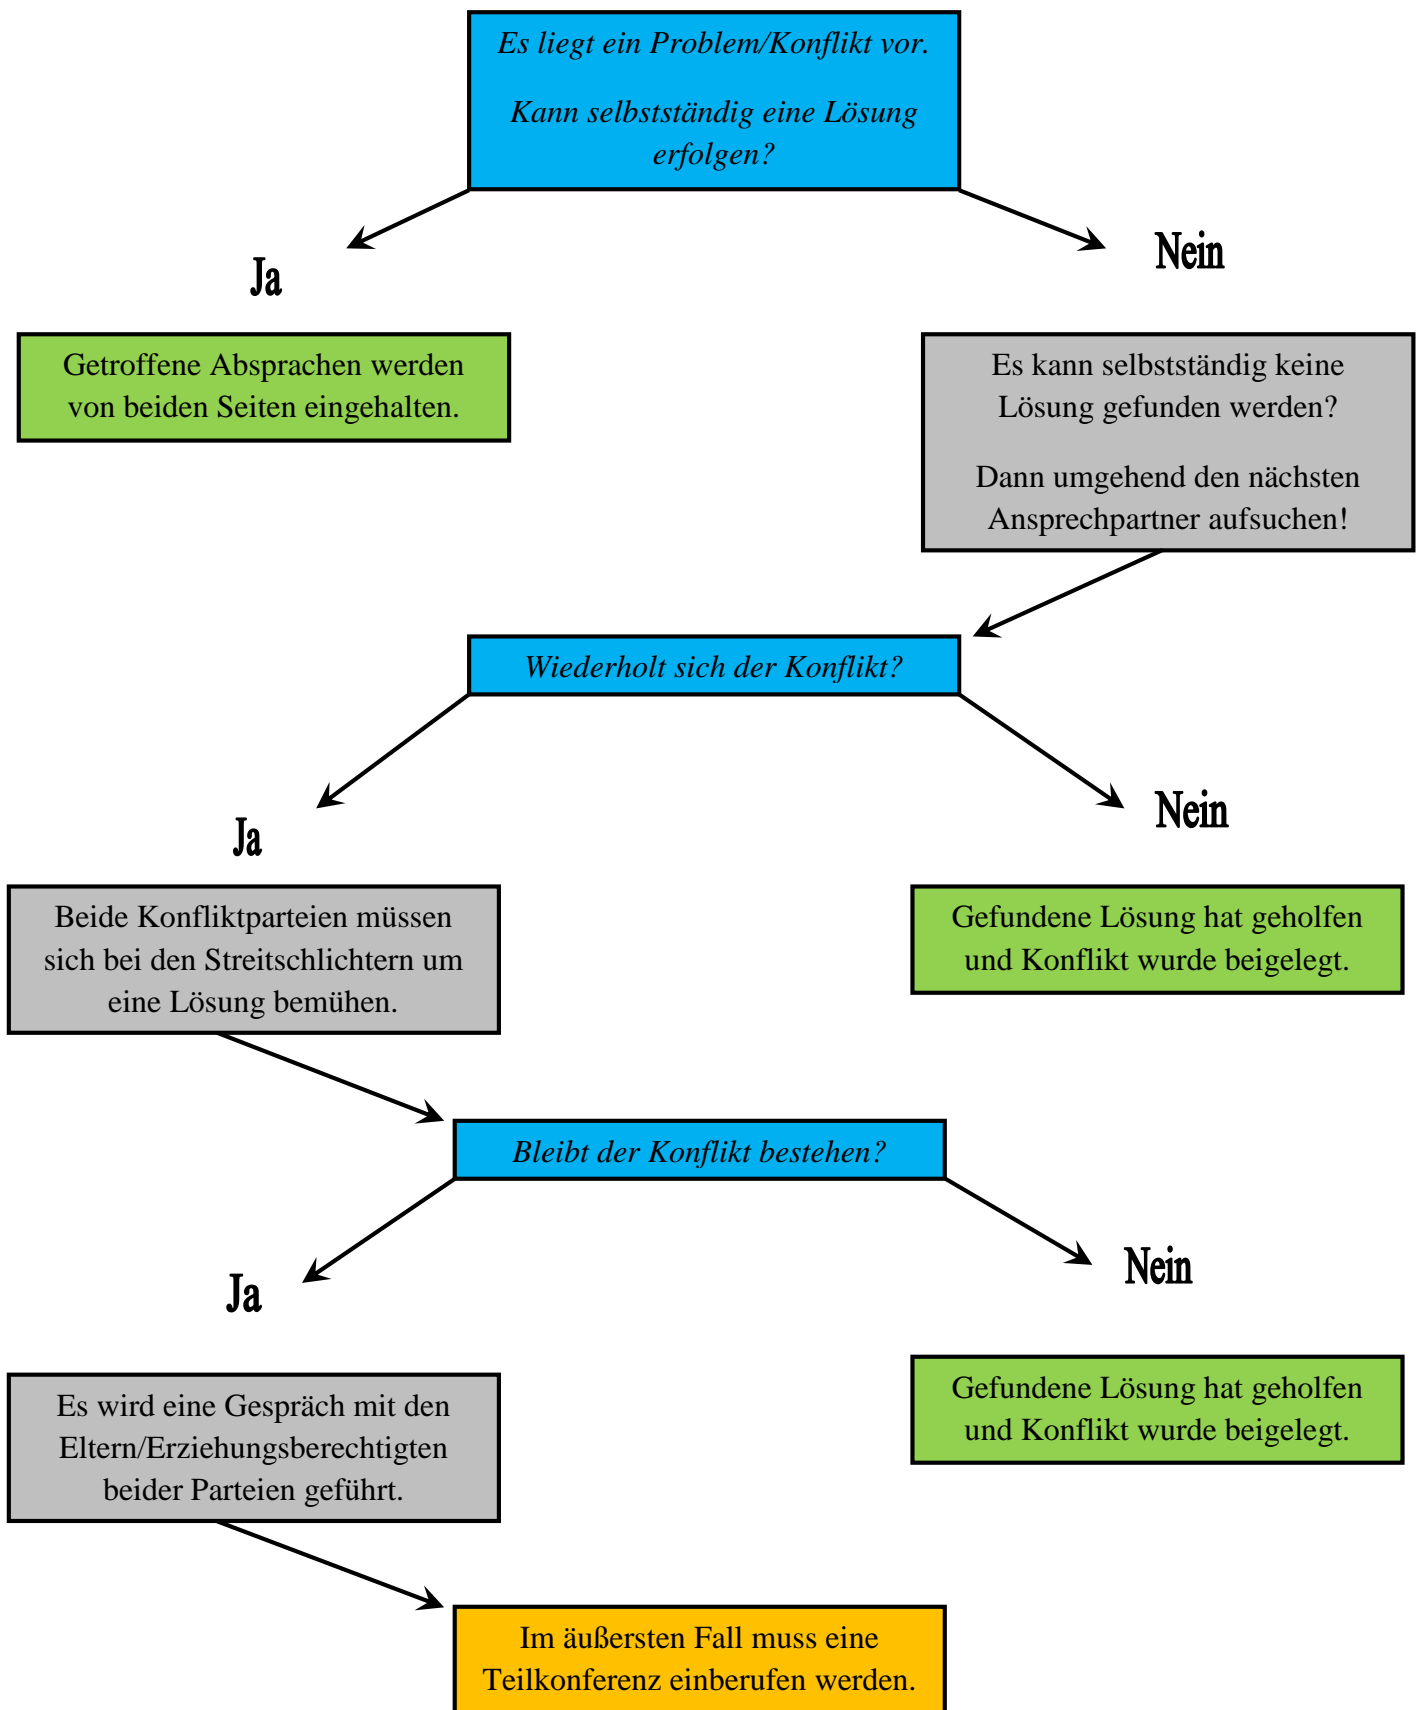 Es liegt ein Problem/Konflikt vor.
Kann selbstständig eine Lösung
erfolgen?
Ja
Nein
Getroffene Absprachen werden
von beiden Seiten eingehalten.
Es kann selbstständig keine
Lösung gefunden werden?
Dann umgehend den nächsten
Ansprechpartner aufsuchen!
Wiederholt sich der Konflikt?
Ja
Nein
Beide Konfliktparteien müssen
sich bei den Streitschlichtern um
eine Lösung bemühen.
Gefundene Lösung hat geholfen
und Konflikt wurde beigelegt.
Bleibt der Konflikt bestehen?
Ja
Nein
Es wird eine Gespräch mit den
Eltern/Erziehungsberechtigten
beider Parteien geführt.
Gefundene Lösung hat geholfen
und Konflikt wurde beigelegt.
Im äußersten Fall muss eine
Teilkonferenz einberufen werden.